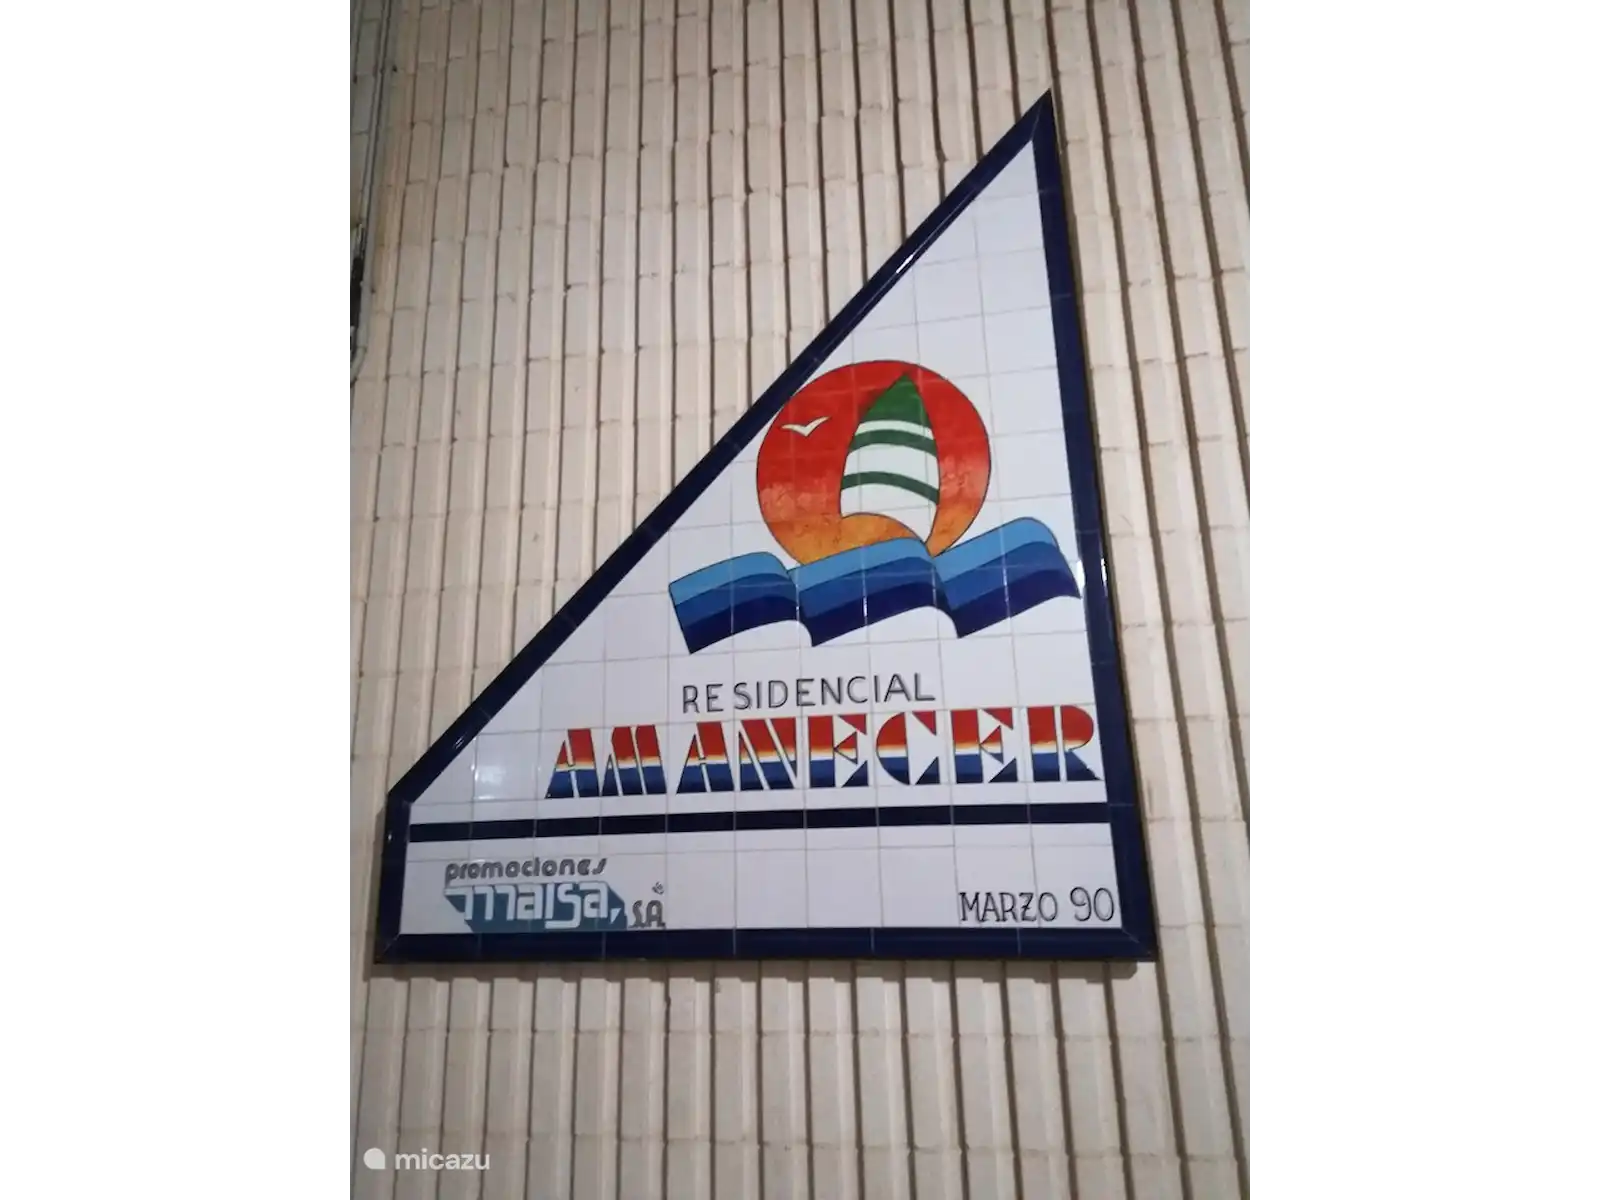 RESIDENCIAL
AMANECER
promociones
maisa, S.A.
MARZO 90
micazu